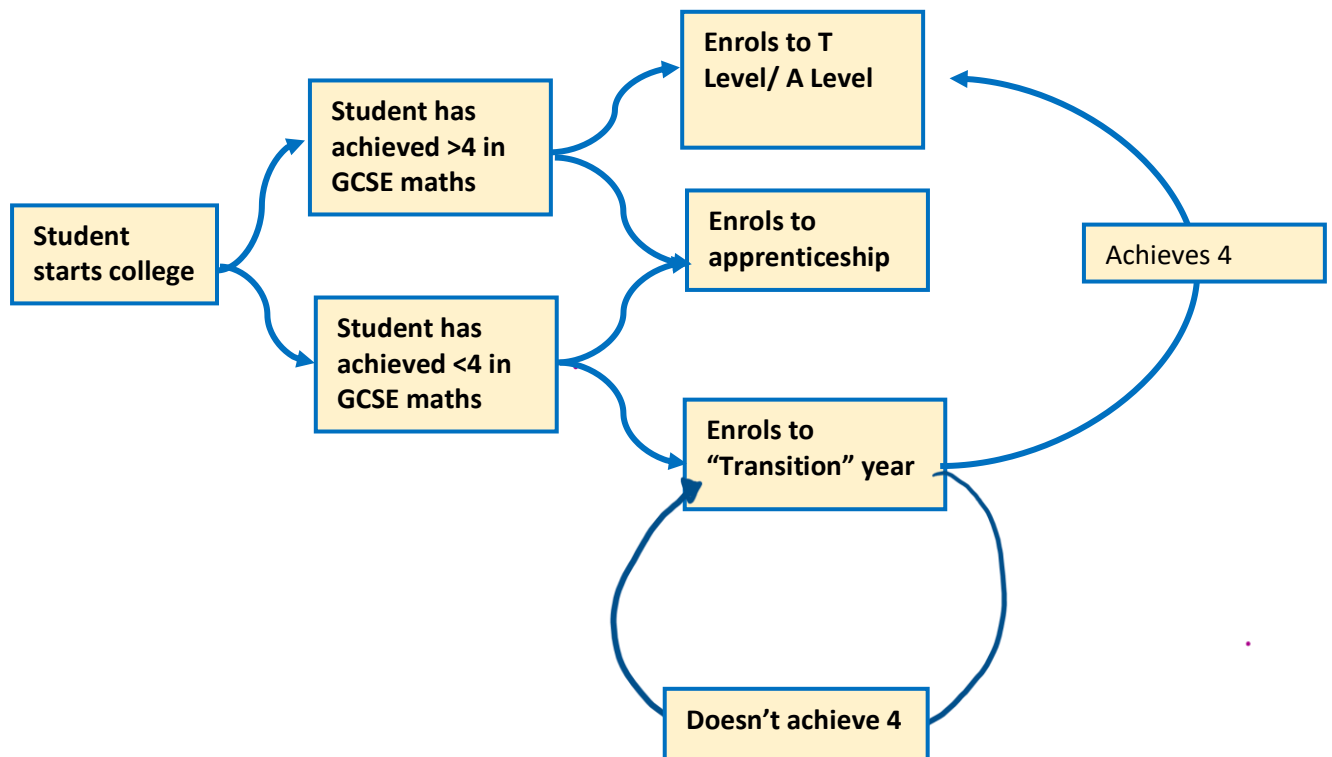 Enrols to T
Level/ A Level
Student has
achieved >4 in
GCSE maths
Enrols to
apprenticeship
Student
starts college
Achieves 4
Student has
achieved <4 in
GCSE maths
Enrols to
“Transition” year
Doesn’t achieve 4